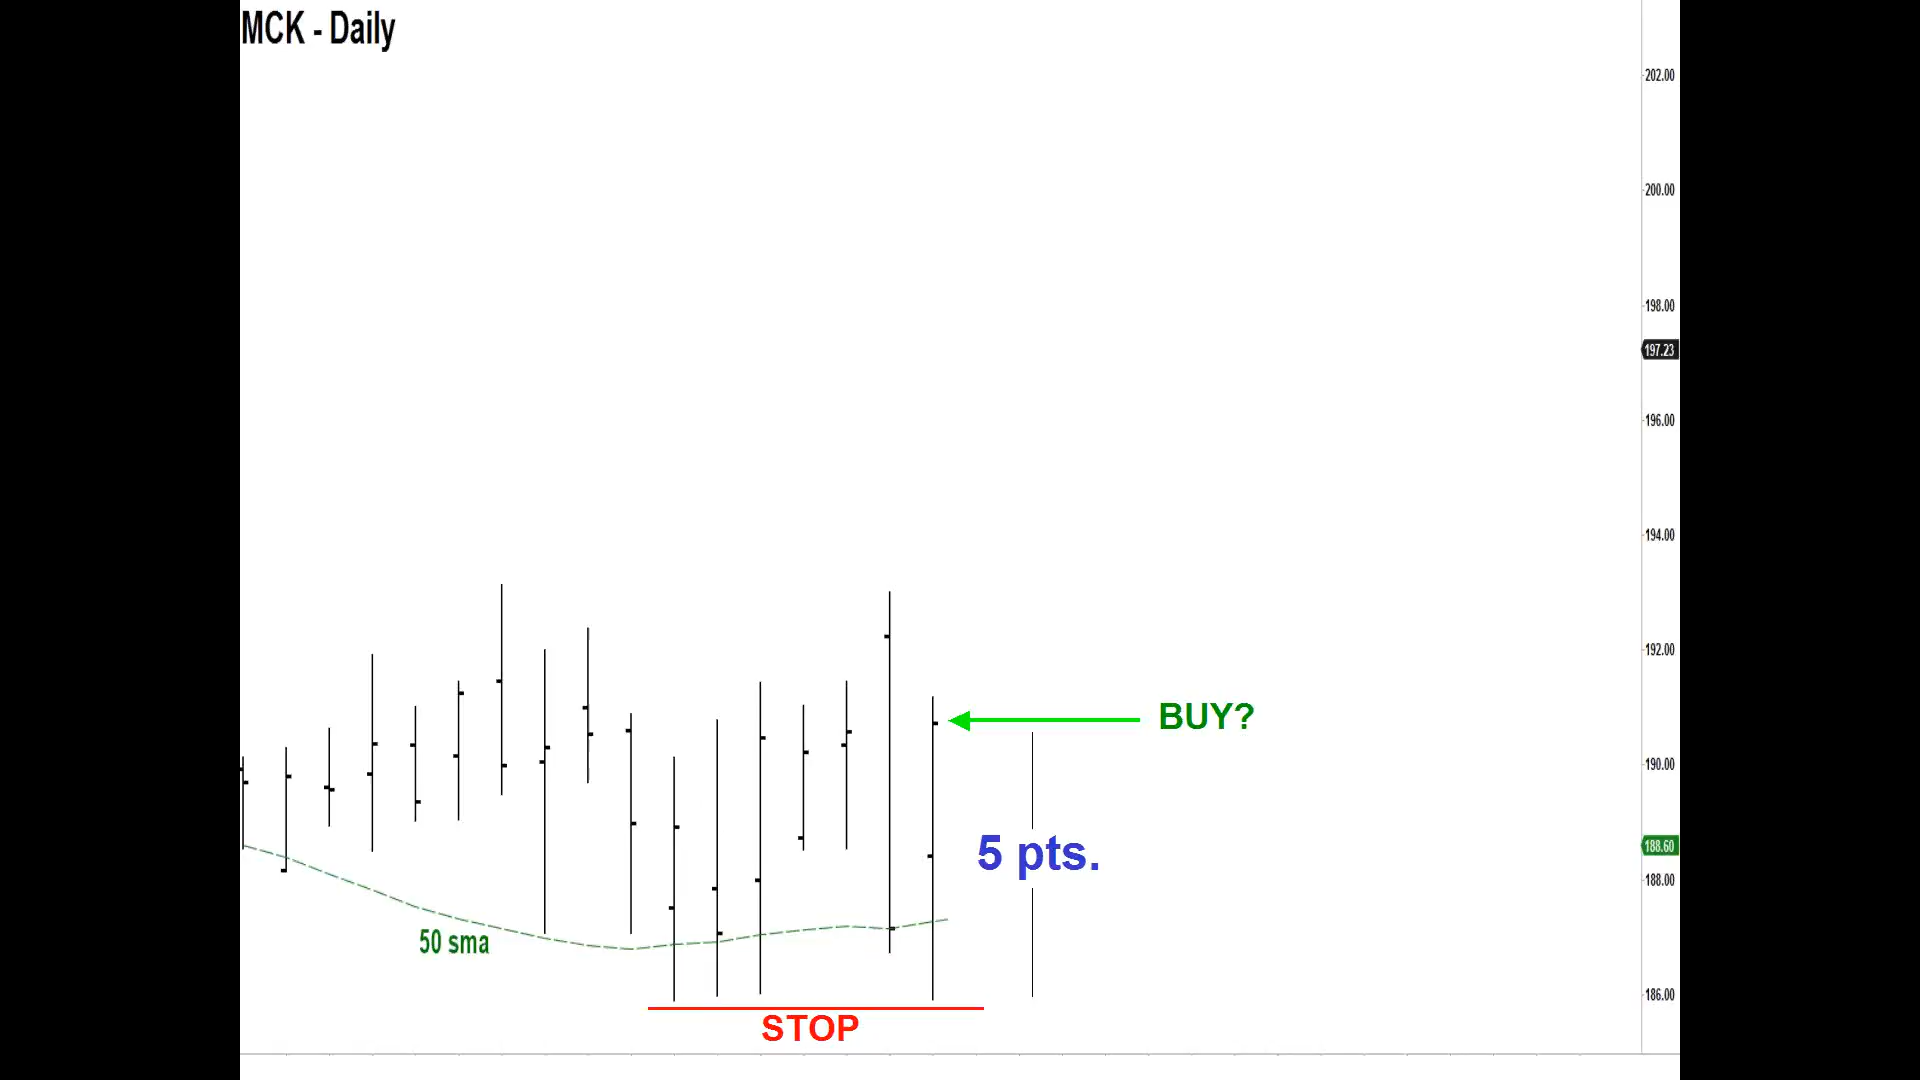 MCK - Daily
202.00
200.00
198.00
197.23
196.00
194.00
192.00
BUY?
190.00
5 pts.
188.60
188.00
50 sma
186.00
STOP